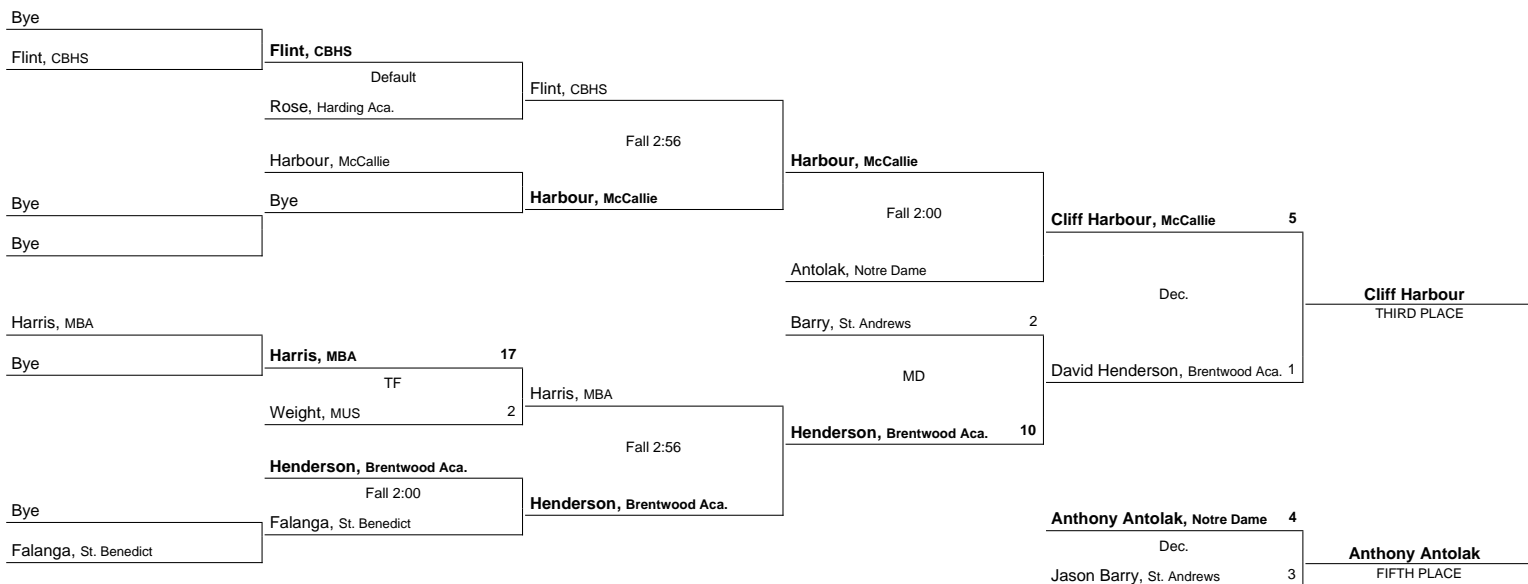 Bye
Flint, CBHS
Bye
Bye
Harris, MBA
Bye
Bye
Falanga, St. Benedict
Flint, CBHS
Default
Rose, Harding Aca.
Harbour, McCallie
Bye
Harris, MBA 17
TF
Weight, MUS 2
Henderson, Brentwood Aca.
Fall 2:00
Falanga, St. Benedict
Flint, CBHS
Fall 2:56
Harbour, McCallie
Harris, MBA
Fall 2:56
Henderson, Brentwood Aca.
Harbour, McCallie
Fall 2:00
Antolak, Notre Dame
Barry, St. Andrews 2
MD
Henderson, Brentwood Aca. 10
Cliff Harbour, McCallie 5
Dec.
David Henderson, Brentwood Aca. 1
Cliff Harbour
THIRD PLACE
Anthony Antolak, Notre Dame 4
Dec.
Jason Barry, St. Andrews 3
Anthony Antolak
FIFTH PLACE